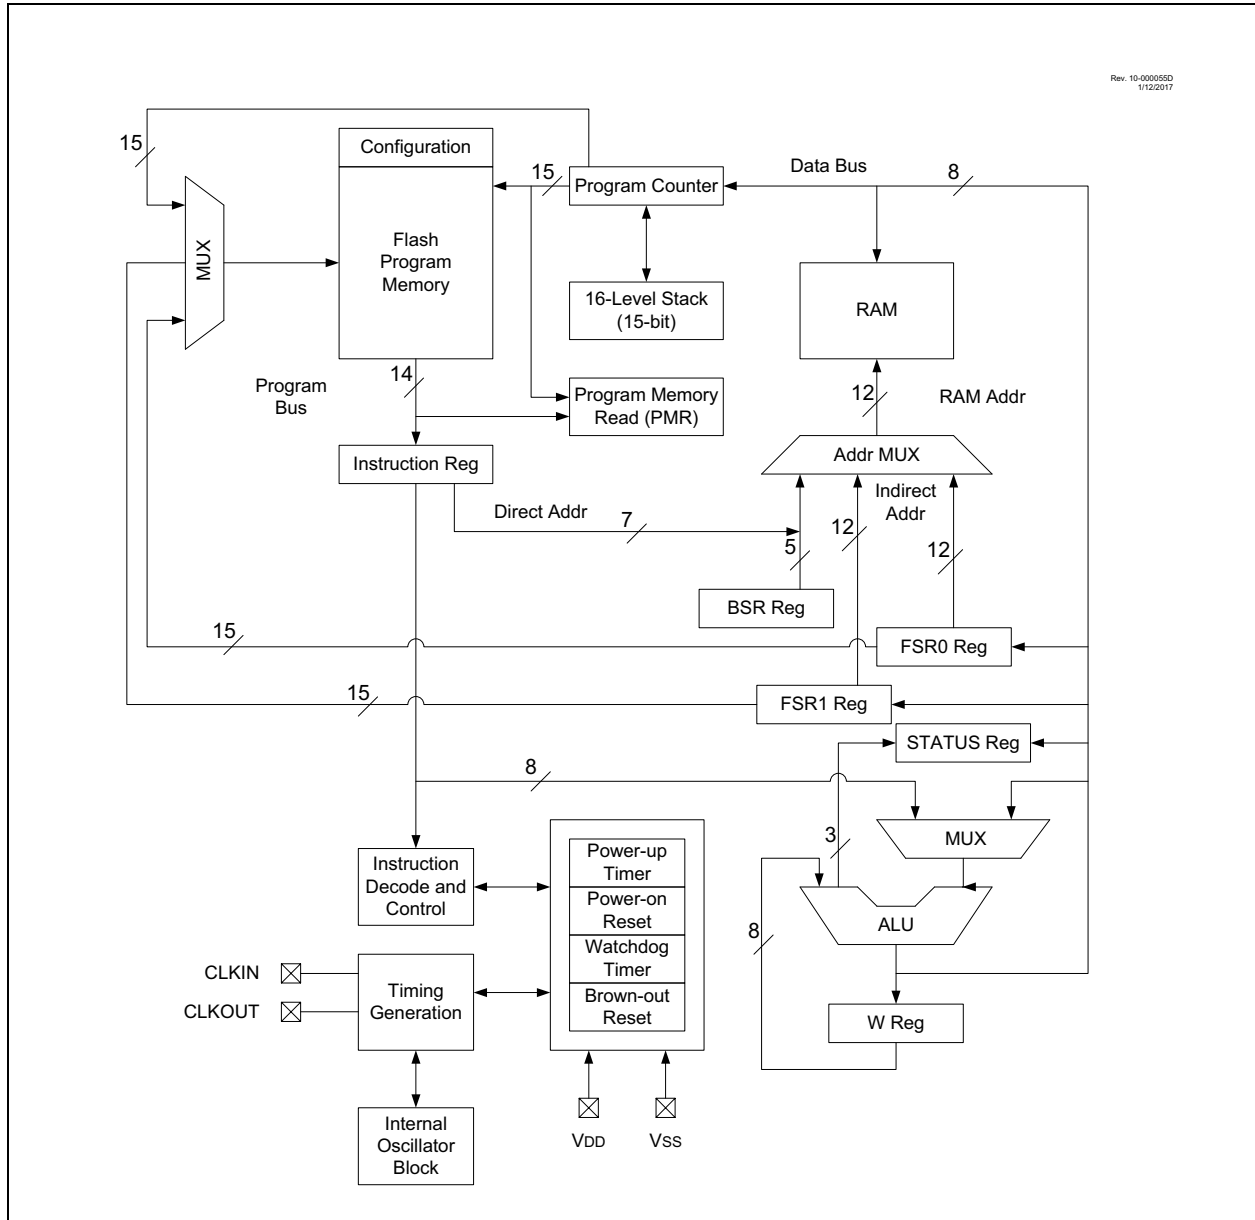 Rev. 10-000055D
1/12/2017
15
Configuration
15
Program Counter
Data Bus
8
MUX
Flash
Program
Memory
16-Level Stack
(15-bit)
RAM
Program
Bus
14
Program Memory
Read (PMR)
12
RAM Addr
Instruction Reg
Addr MUX
Direct Addr
7
Indirect
Addr
12
5
12
BSR Reg
15
FSR0 Reg
15
FSR1 Reg
STATUS Reg
8
3
MUX
Instruction
Decode and
Control
Power-up
Timer
Power-on
Reset
Watchdog
Timer
Brown-out
Reset
8
ALU
CLKIN
CLKOUT
Timing
Generation
W Reg
Internal
Oscillator
Block
VDD
VSS